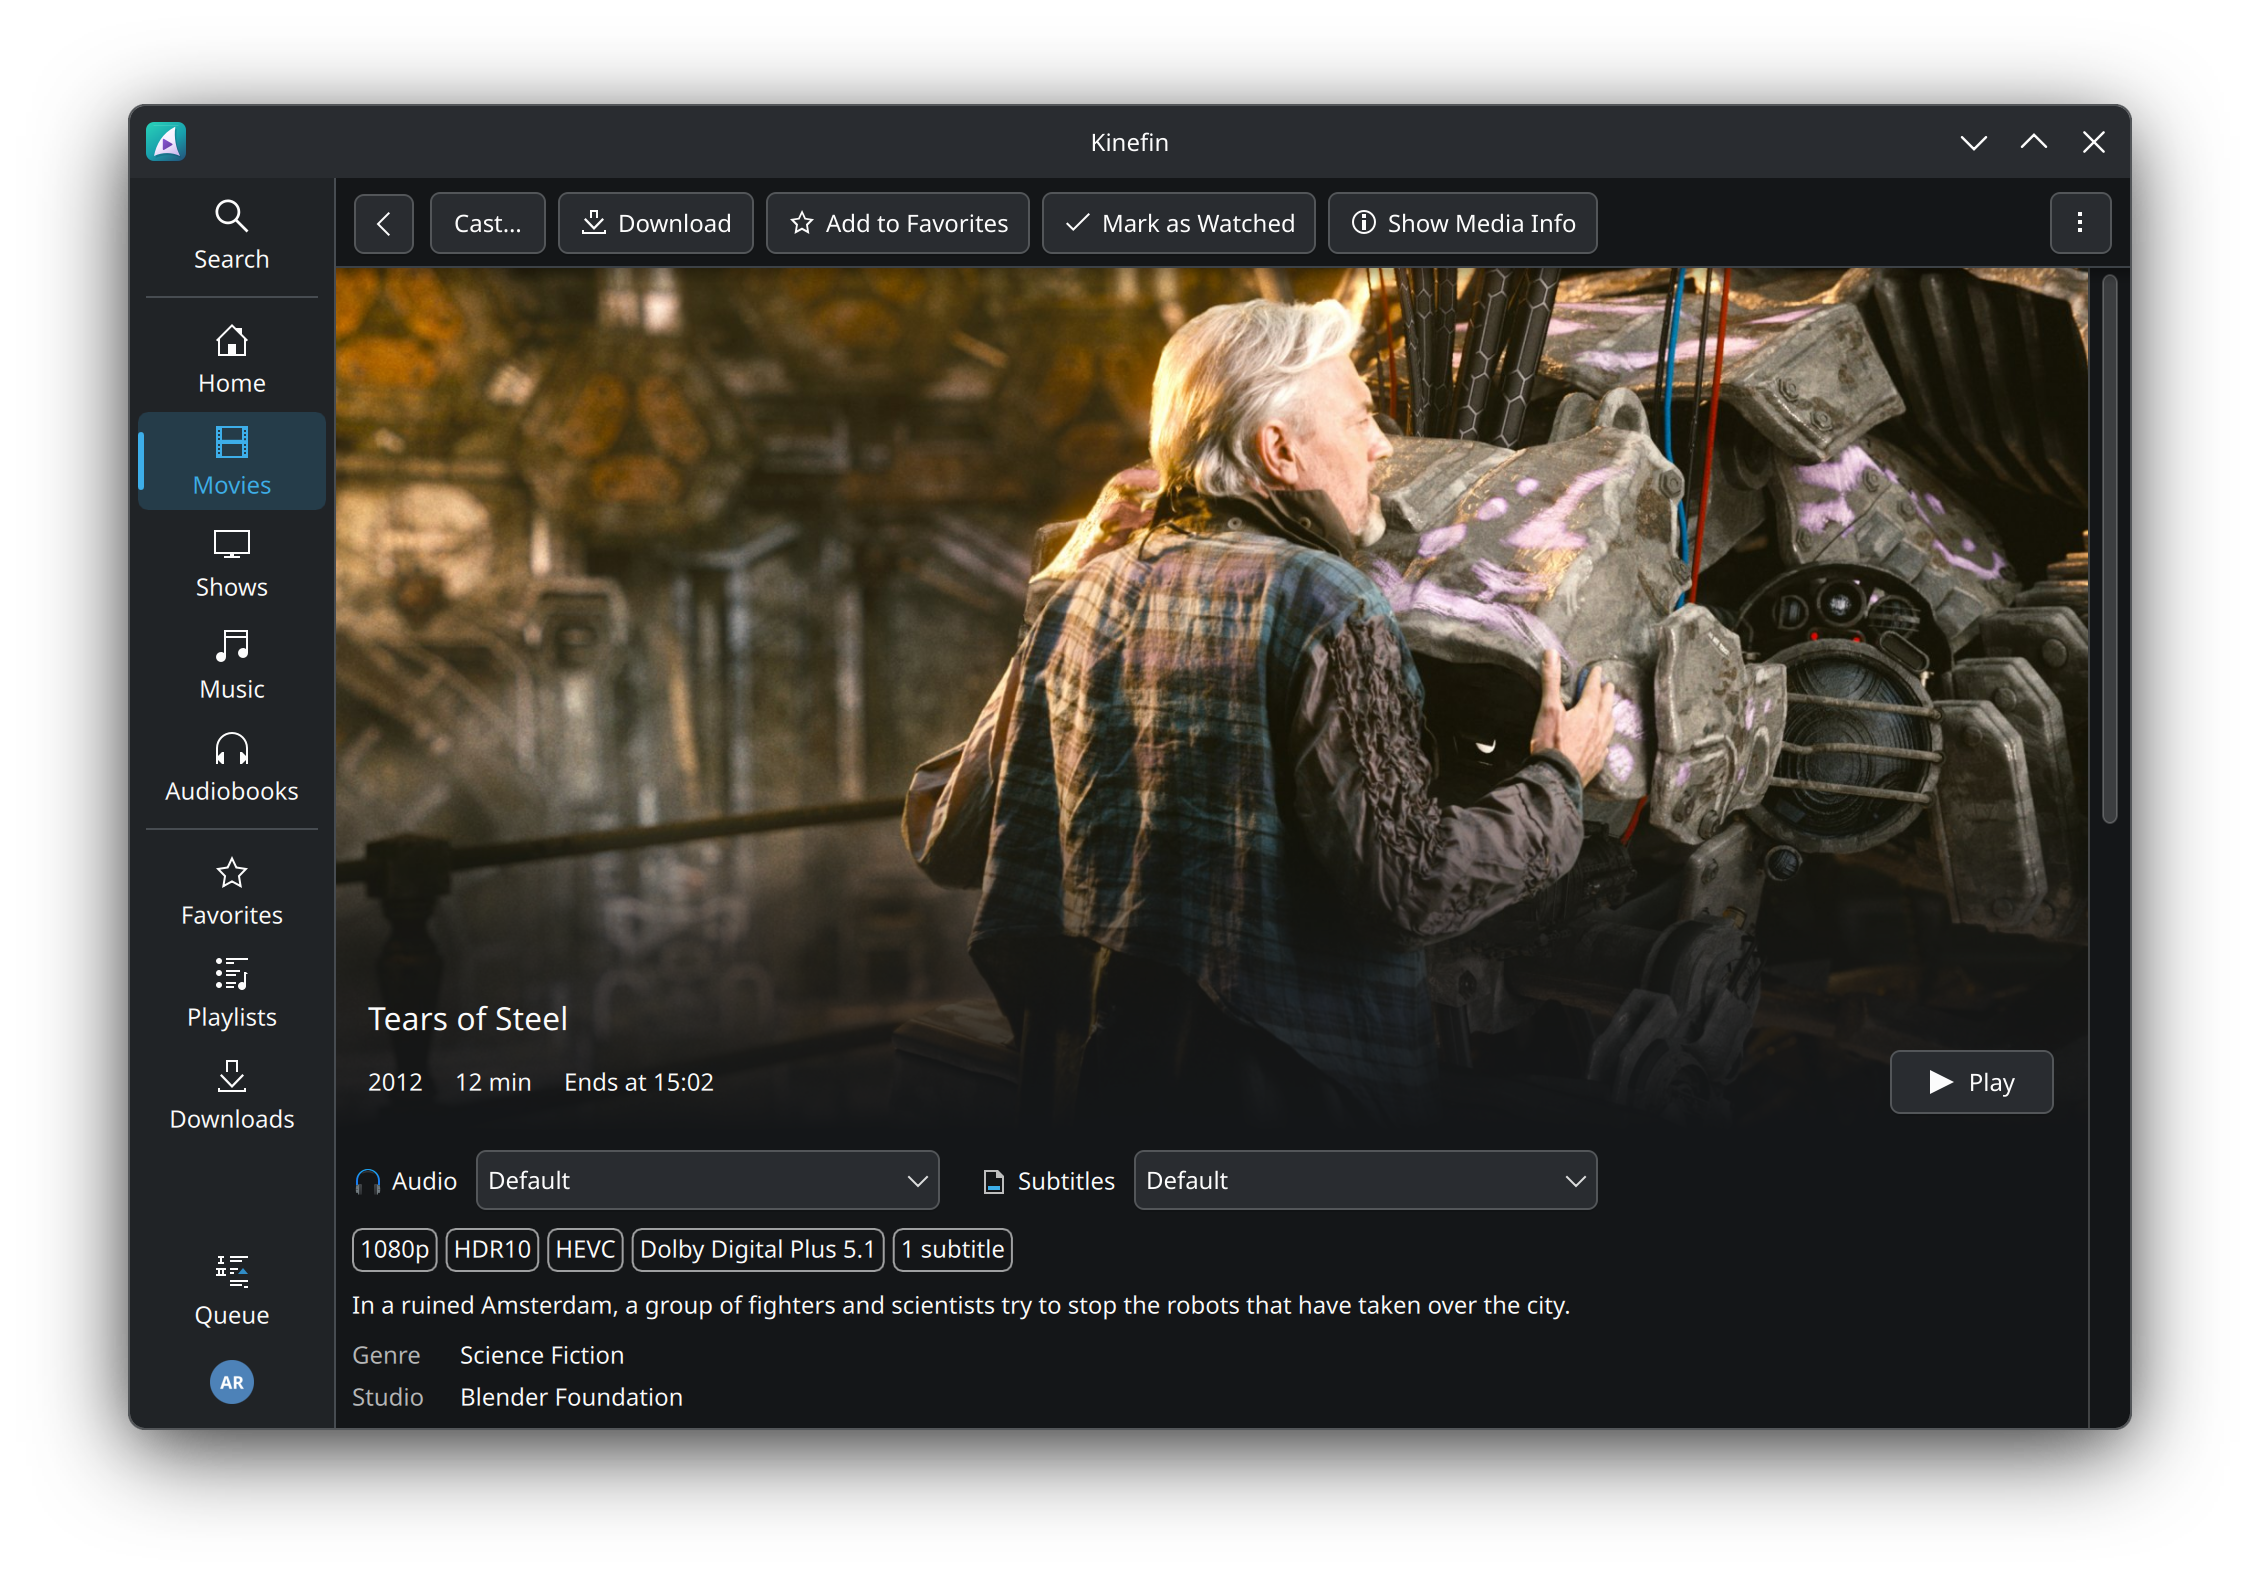 Kinefin
Search
Home
Movies
Shows
Music
Audiobooks
Favorites
Playlists
Downloads
Queue
AR
Cast...
Download
Add to Favorites
Mark as Watched
Show Media Info
Tears of Steel
2012 12 min Ends at 15:02
Play
Audio Default Subtitles Default
1080p HDR10 HEVC Dolby Digital Plus 5.1 1 subtitle
In a ruined Amsterdam, a group of fighters and scientists try to stop the robots that have taken over the city.
Genre Science Fiction
Studio Blender Foundation